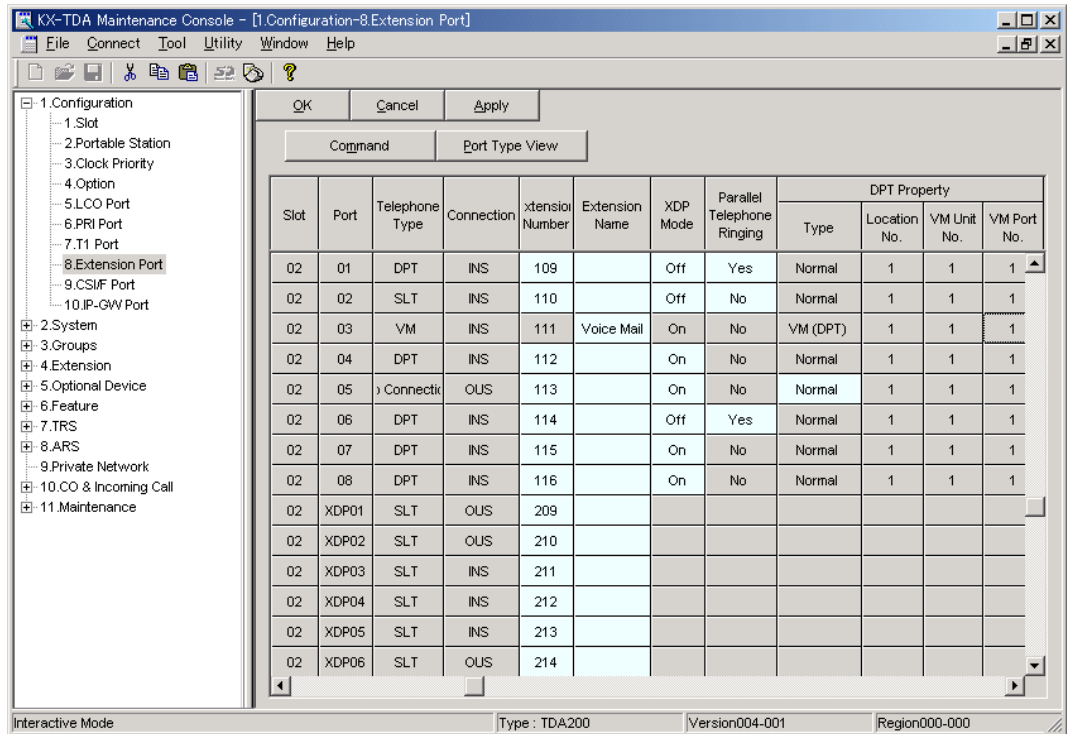 KX-TDA Maintenance Console - [1.Configuration-8.Extension Port]
File Connect Tool Utility Window Help
1.Configuration
1.Slot
2.Portable Station
3.Clock Priority
4.Option
5.LCO Port
6.PRI Port
7.T1 Port
8.Extension Port
9.CSI/F Port
10.IP-GW Port
2.System
3.Groups
4.Extension
5.Optional Device
6.Feature
7.TRS
8.ARS
9.Private Network
10.CO & Incoming Call
11.Maintenance
OK Cancel Apply
Command Port Type View
Slot Port Telephone Type Connection xtension Number Extension Name XDP Mode Parallel Telephone Ringing DPT Property
Type Location No. VM Unit No. VM Port No.
02 01 DPT INS 109 Off Yes Normal 1 1 1
02 02 SLT INS 110 Off No Normal 1 1 1
02 03 VM INS 111 Voice Mail On No VM (DPT) 1 1 1
02 04 DPT INS 112 On No Normal 1 1 1
02 05 Connectio OUS 113 On No Normal 1 1 1
02 06 DPT INS 114 Off Yes Normal 1 1 1
02 07 DPT INS 115 On No Normal 1 1 1
02 08 DPT INS 116 On No Normal 1 1 1
02 XDP01 SLT OUS 209
02 XDP02 SLT OUS 210
02 XDP03 SLT INS 211
02 XDP04 SLT INS 212
02 XDP05 SLT INS 213
02 XDP06 SLT OUS 214
Interactive Mode Type : TDA200 Version004-001 Region000-000